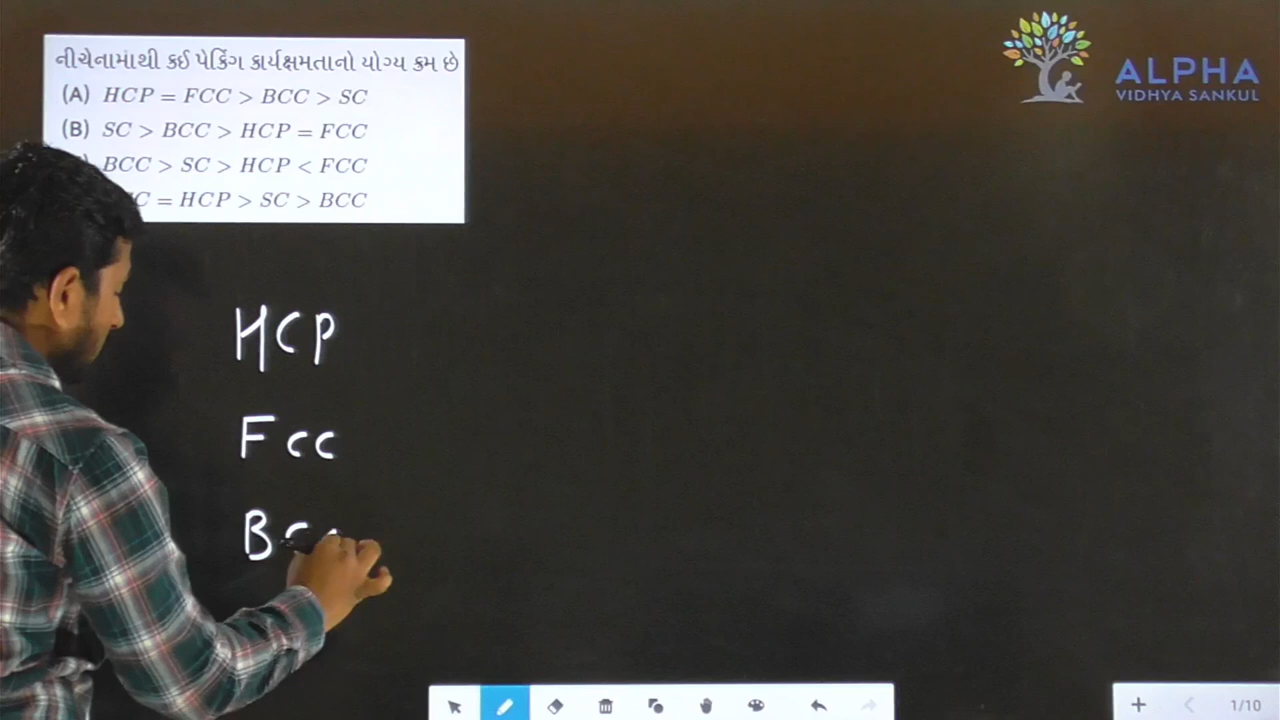 નીચેનામાંથી કઈ પેકિંગ કાર્યક્ષમતાનો યોગ્ય ક્રમ છે
(A) HCP = FCC > BCC > SC
(B) SC > BCC > HCP = FCC
BCC > SC > HCP < FCC
= HCP > SC > BCC
ALPHA
VIDHYA SANKUL
HCP
FCC
1/10